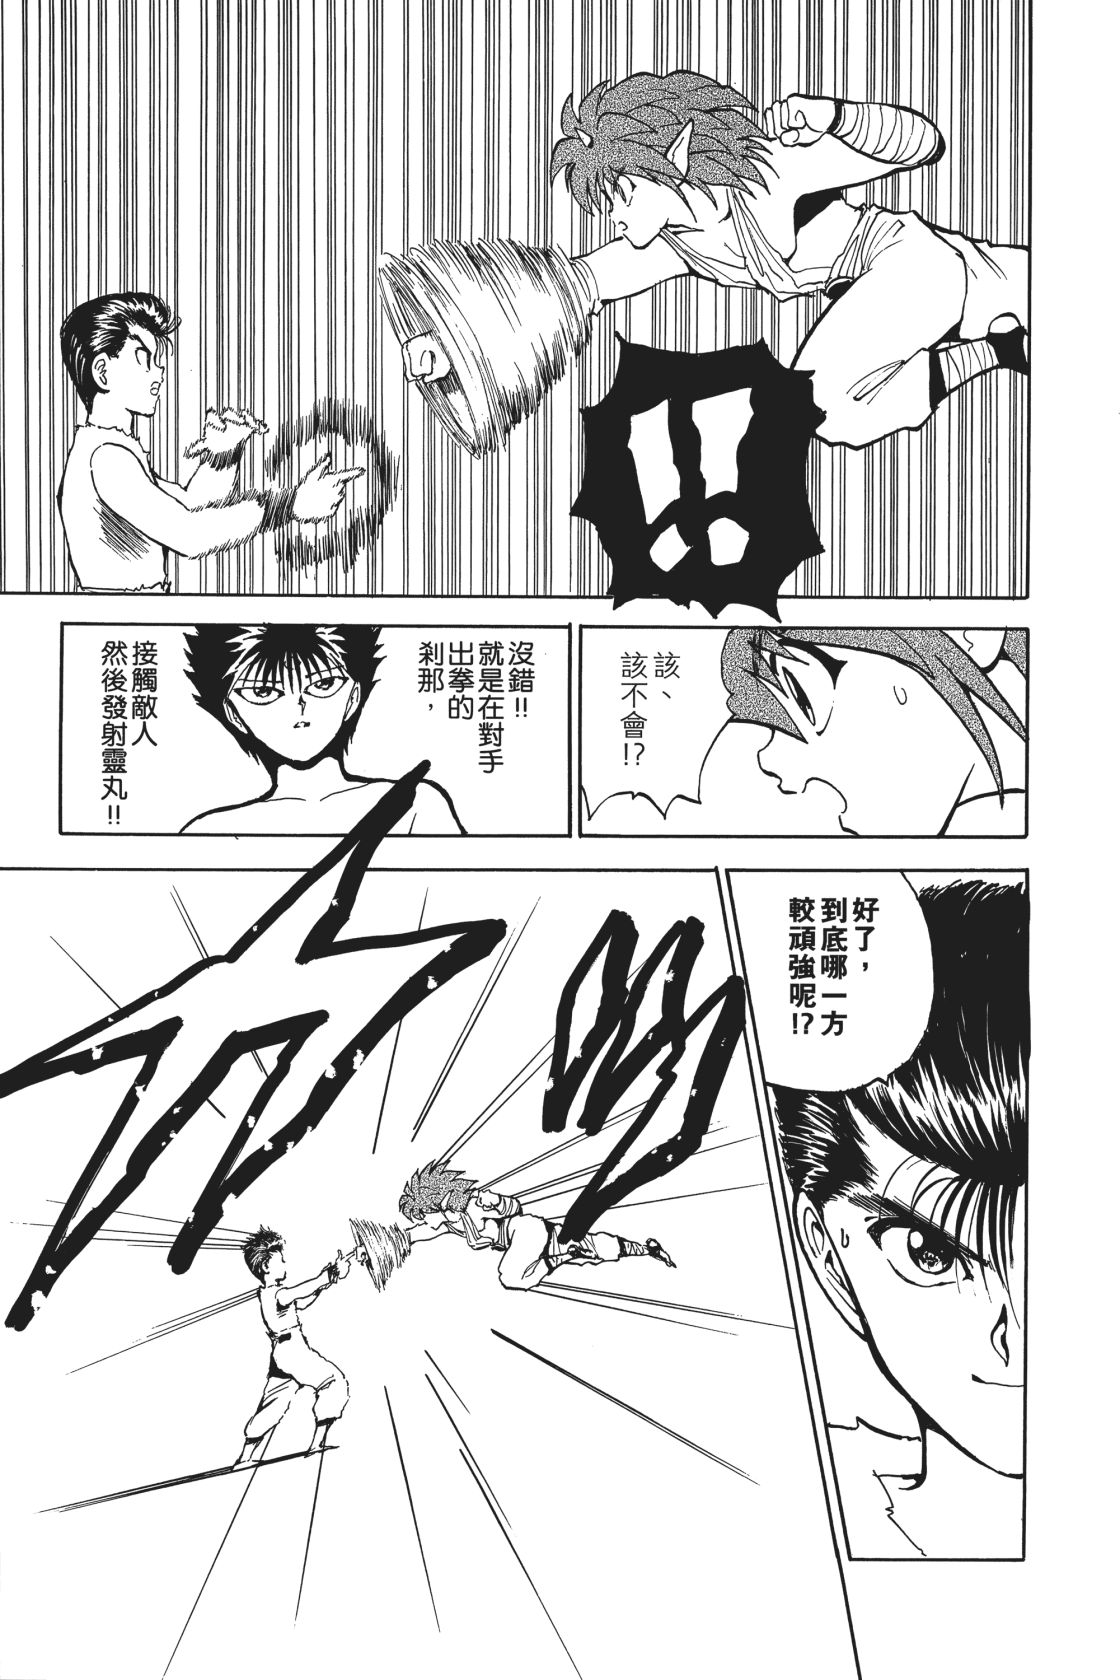 !!
該、
該不會!?
沒錯!!
就是在對手
出拳的
剎那，
接觸敵人
然後發射靈丸!!
好了，
到底哪一方
較頑強呢!?